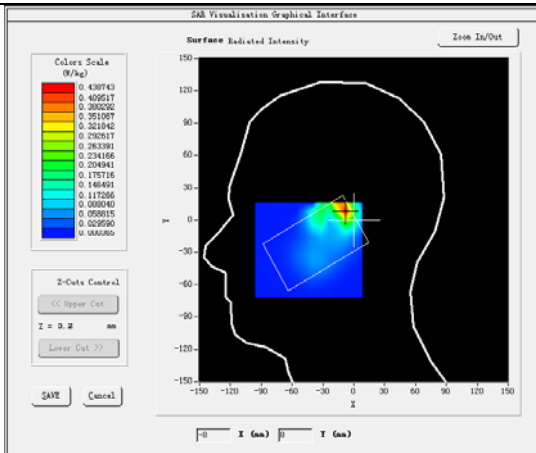 SAR Visualisation Graphical Interface
Surface Radiated Intensity
Zoom In/Out
Colors Scale
(W/kg)
0.438743
0.409517
0.380292
0.351067
0.321842
0.292617
0.263391
0.234166
0.204941
0.175716
0.146491
0.117266
0.088040
0.058815
0.029590
0.000365
150
120
90
60
30
0
-30
-60
-90
-120
-150
Y
-150 -120 -90 -60 -30 0 30 60 90 120 150
X
Z-Cuts Control
<< Upper Cut
Z = 3.2 mm
Lower Cut >>
SAVE Cancel
-8 X (mm) 8 Y (mm)